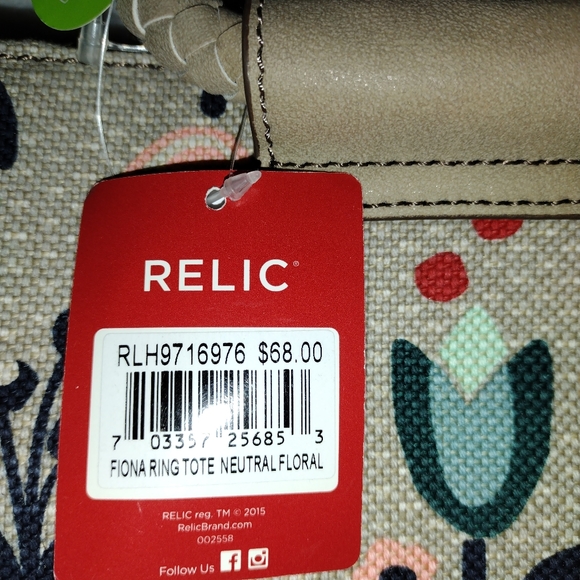 RELIC®
RLH9716976 $68.00
7 03357 25685 3
FIONA RING TOTE NEUTRAL FLORAL
RELIC reg. TM © 2015
RelicBrand.com
002558
Follow Us